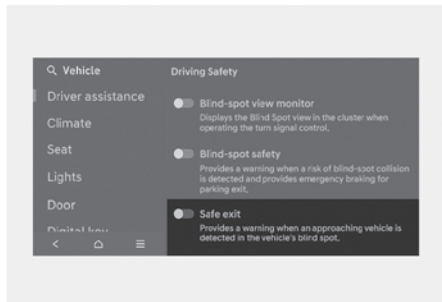 Vehicle
Driver assistance
Climate
Seat
Lights
Door
Digital key
Driving Safety
Blind-spot view monitor
Displays the Blind Spot view in the cluster when
operating the turn signal control.
Blind-spot safety
Provides a warning when a risk of blind-spot collision
is detected and provides emergency braking for
parking exit.
Safe exit
Provides a warning when an approaching vehicle is
detected in the vehicle's blind spot.